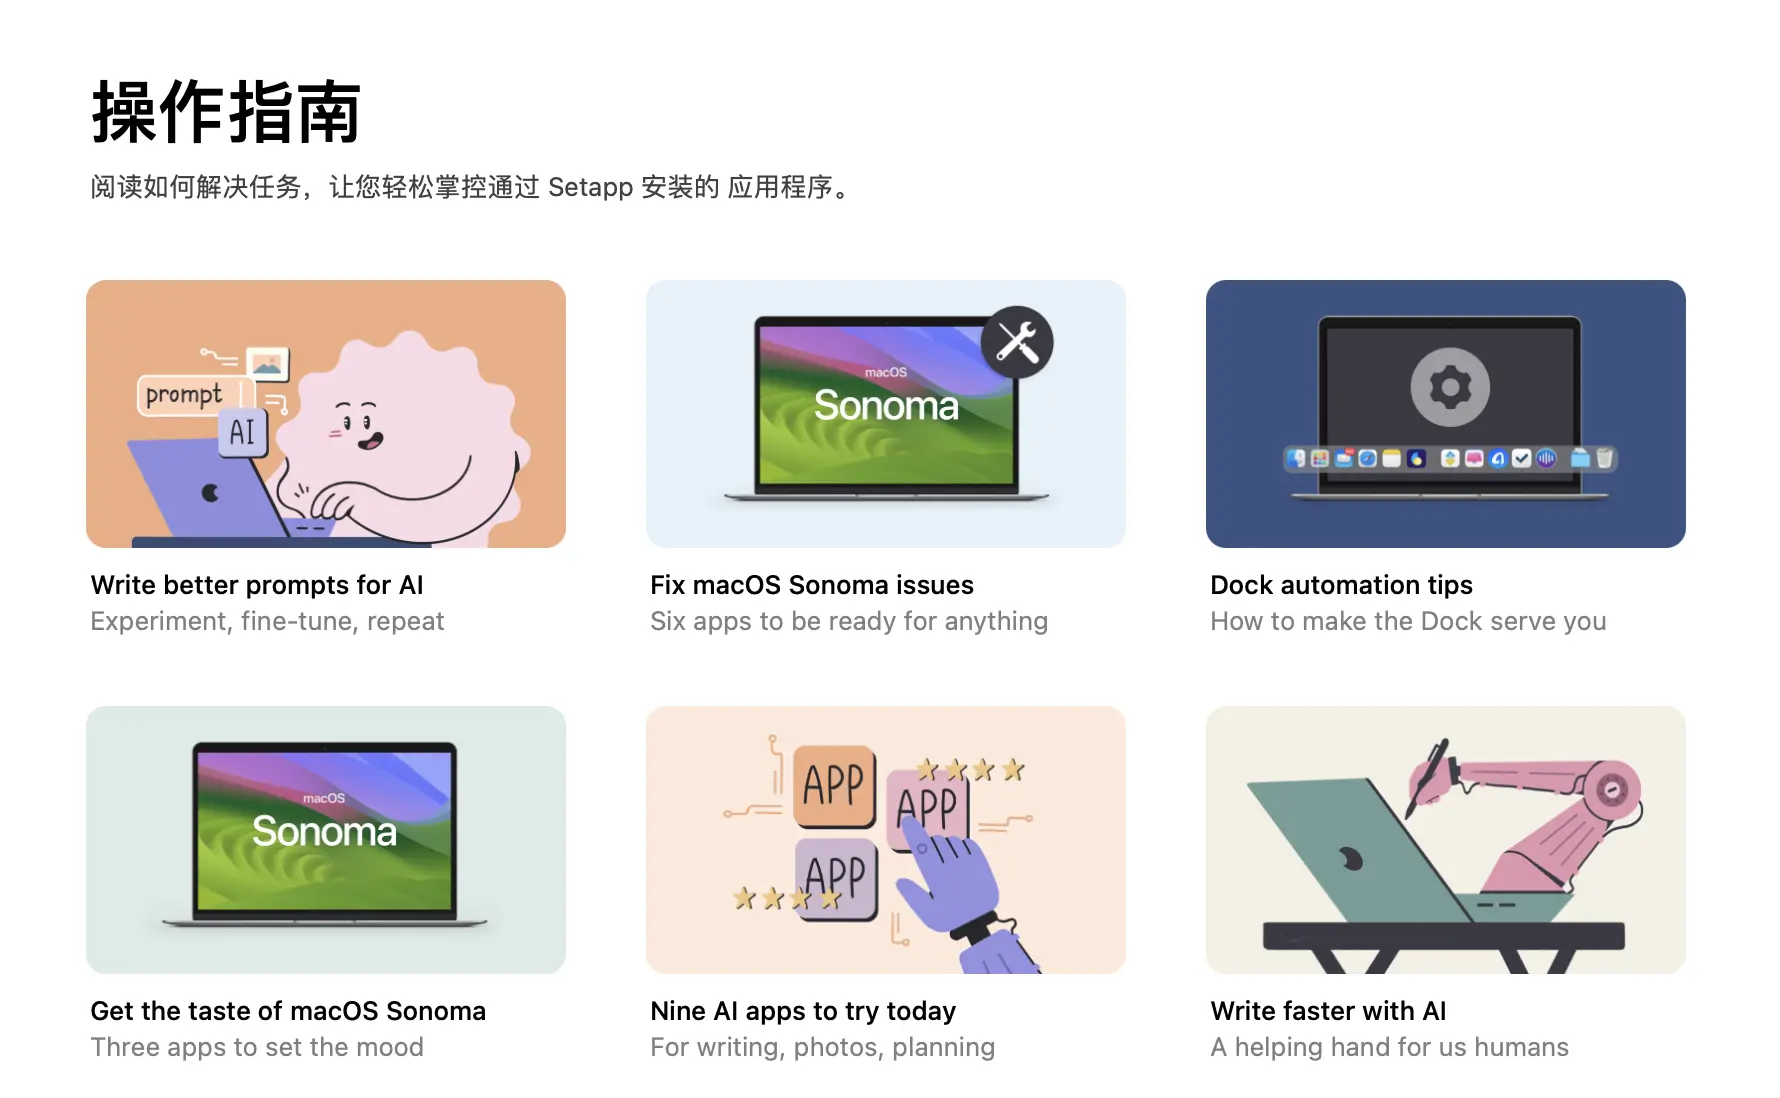 操作指南
阅读如何解决任务，让您轻松掌控通过 Setapp 安装的 应用程序。
prompt
AI
Write better prompts for AI
Experiment, fine-tune, repeat
macOS
Sonoma
Fix macOS Sonoma issues
Six apps to be ready for anything
Dock automation tips
How to make the Dock serve you
macOS
Sonoma
Get the taste of macOS Sonoma
Three apps to set the mood
APP
APP
APP
Nine AI apps to try today
For writing, photos, planning
Write faster with AI
A helping hand for us humans